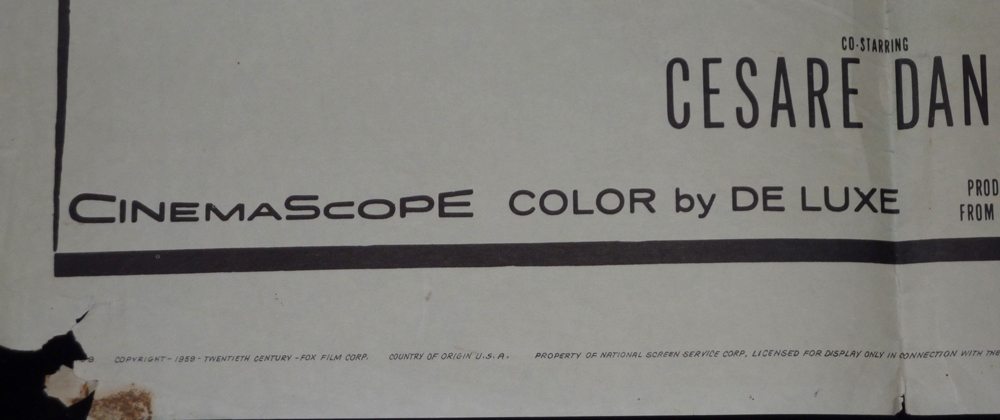 CO-STARRING
CESARE DAN
CINEMASCOPE COLOR by DE LUXE
PROD
FROM
COPYRIGHT - 1959 - TWENTIETH CENTURY - FOX FILM CORP. COUNTRY OF ORIGIN U.S.A. PROPERTY OF NATIONAL SCREEN SERVICE CORP. LICENSED FOR DISPLAY ONLY IN CONNECTION WITH THE